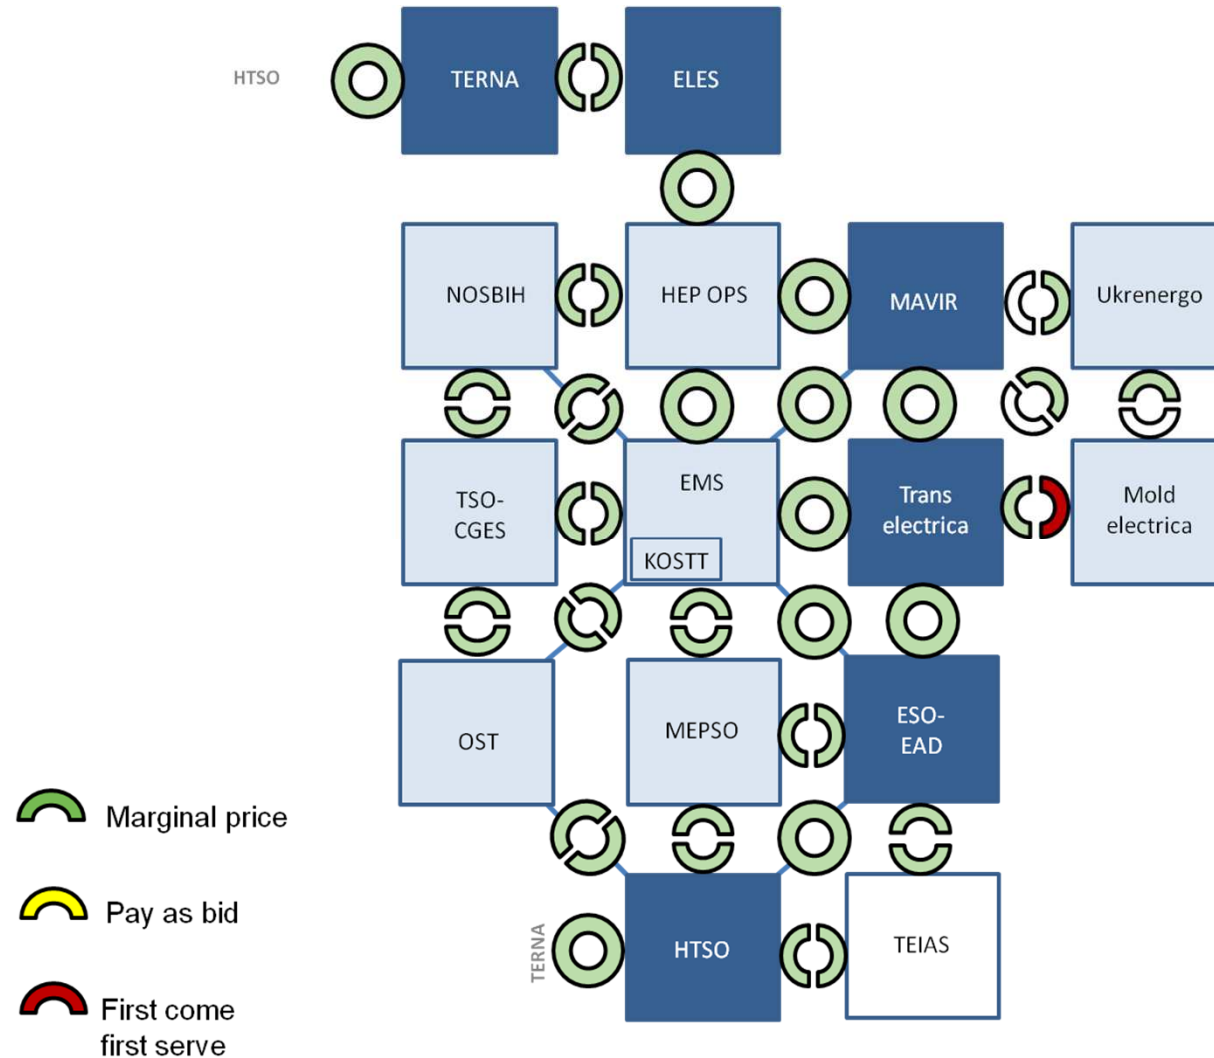 HTSO
TERNA
ELES
NOSBIH
HEP OPS
MAVIR
Ukrenergo
TSO-
CGES
EMS
KOSTT
Trans
electrica
Mold
electrica
OST
MEPSO
ESO-
EAD
TERNA
HTSO
TEIAS
Marginal price
Pay as bid
First come
first serve